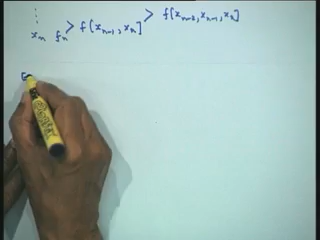 ⋮
xₙ fₙ > f[xₙ₋₁, xₙ] > f[xₙ₋₂, xₙ₋₁, xₙ]